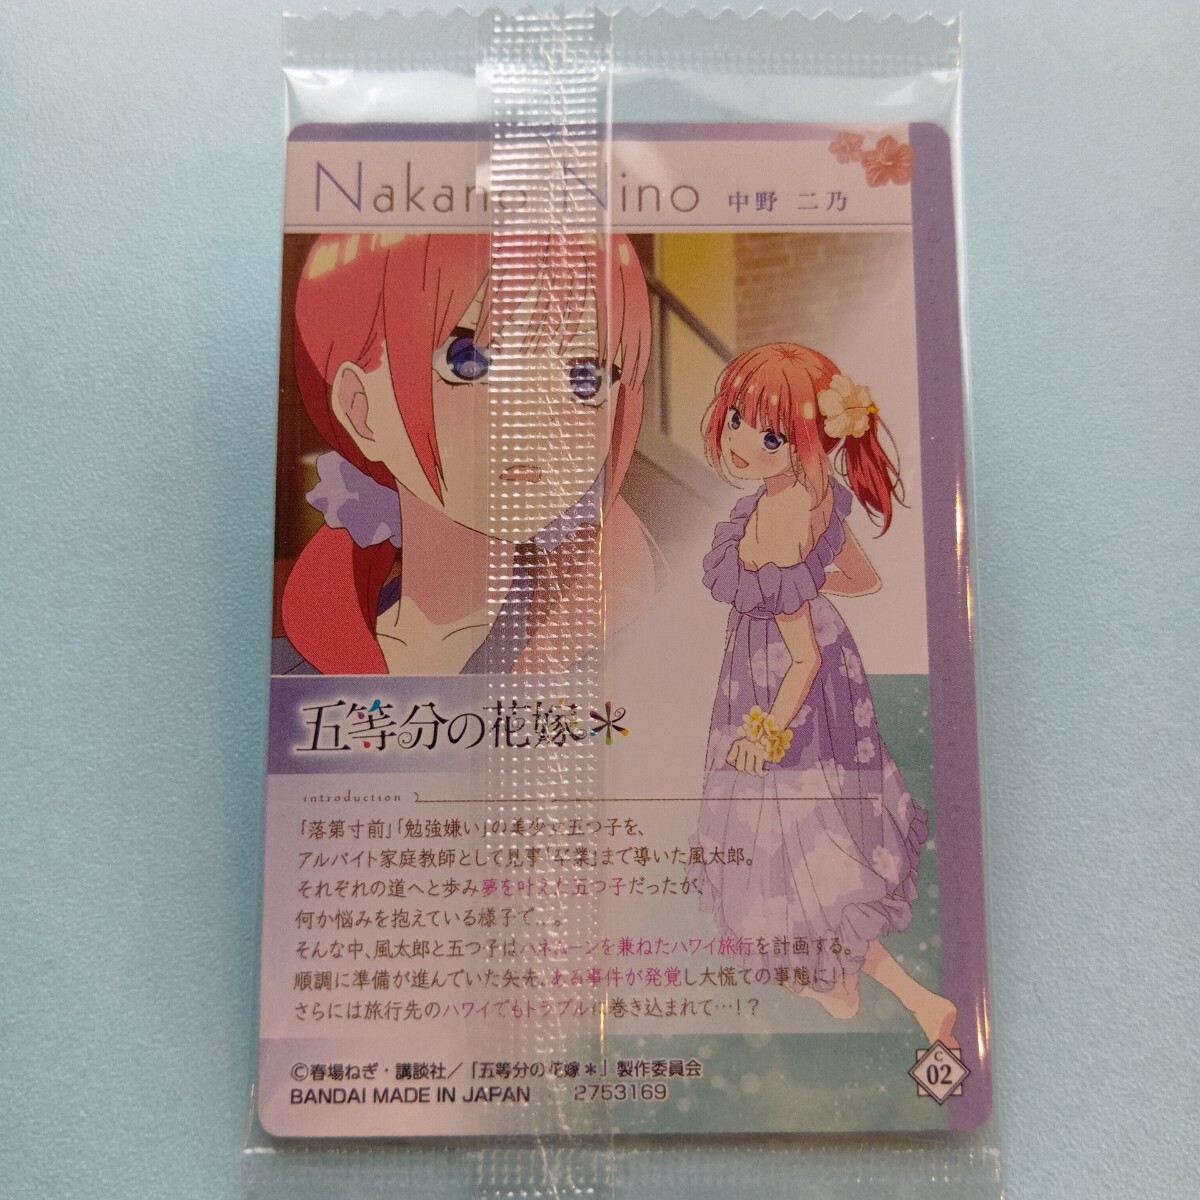 Nakano Nino 中野 二乃
五等分の花嫁＊
introduction
「落第寸前」「勉強嫌い」の美少女五つ子を、
アルバイト家庭教師として見事「卒業」まで導いた風太郎。
それぞれの道へと歩み夢を叶えた五つ子だったが、
何か悩みを抱えている様子で…。
そんな中、風太郎と五つ子はハネムーンを兼ねたハワイ旅行を計画する。
順調に準備が進んでいた矢先、ある事件が発覚し大慌ての事態に!!
さらには旅行先のハワイでもトラブルに巻き込まれて…!?
©春場ねぎ・講談社／「五等分の花嫁＊」製作委員会
BANDAI MADE IN JAPAN 2753169
C
02